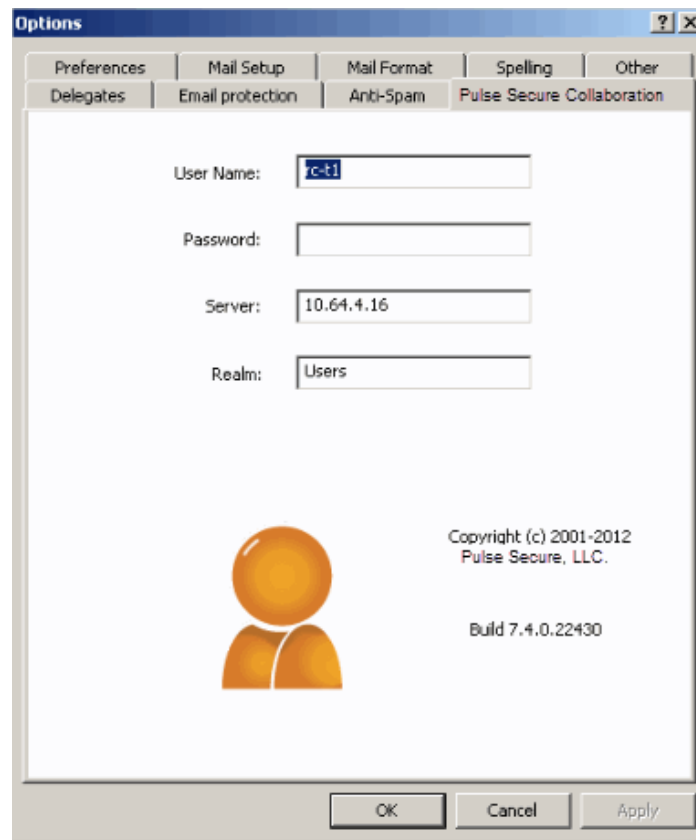 Options
Preferences Mail Setup Mail Format Spelling Other
Delegates Email protection Anti-Spam Pulse Secure Collaboration
User Name: rc-t1
Password:
Server: 10.64.4.16
Realm: Users
Copyright (c) 2001-2012
Pulse Secure, LLC.
Build 7.4.0.22430
OK Cancel Apply